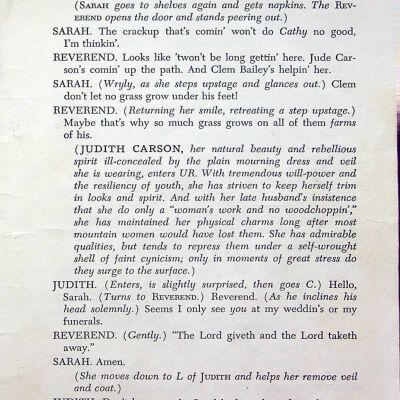 (SARAH goes to shelves again and gets napkins. The REV-
EREND opens the door and stands peering out.)
SARAH. The crackup that's comin' won't do Cathy no good,
I'm thinkin'.
REVEREND. Looks like 'twon't be long gettin' here. Jude Car-
son's comin' up the path. And Clem Bailey's helpin' her.
SARAH. (Wryly, as she steps upstage and glances out.) Clem
don't let no grass grow under his feet!
REVEREND. (Returning her smile, retreating a step upstage.)
Maybe that's why so much grass grows on all of them farms
of his.
(JUDITH CARSON, her natural beauty and rebellious
spirit ill-concealed by the plain mourning dress and veil
she is wearing, enters UR. With tremendous will-power and
the resiliency of youth, she has striven to keep herself trim
in looks and spirit. And with her late husband's insistence
that she do only a "woman's work and no woodchoppin',"
she has maintained her physical charms long after most
mountain women would have lost them. She has admirable
qualities, but tends to repress them under a self-wrought
shell of faint cynicism; only in moments of great stress do
they surge to the surface.)
JUDITH. (Enters, is slightly surprised, then goes C.) Hello,
Sarah. (Turns to REVEREND.) Reverend. (As he inclines his
head solemnly.) Seems I only see you at my weddin's or my
funerals.
REVEREND. (Gently.) "The Lord giveth and the Lord taketh
away."
SARAH. Amen.
(She moves down to L of JUDITH and helps her remove veil
and coat.)